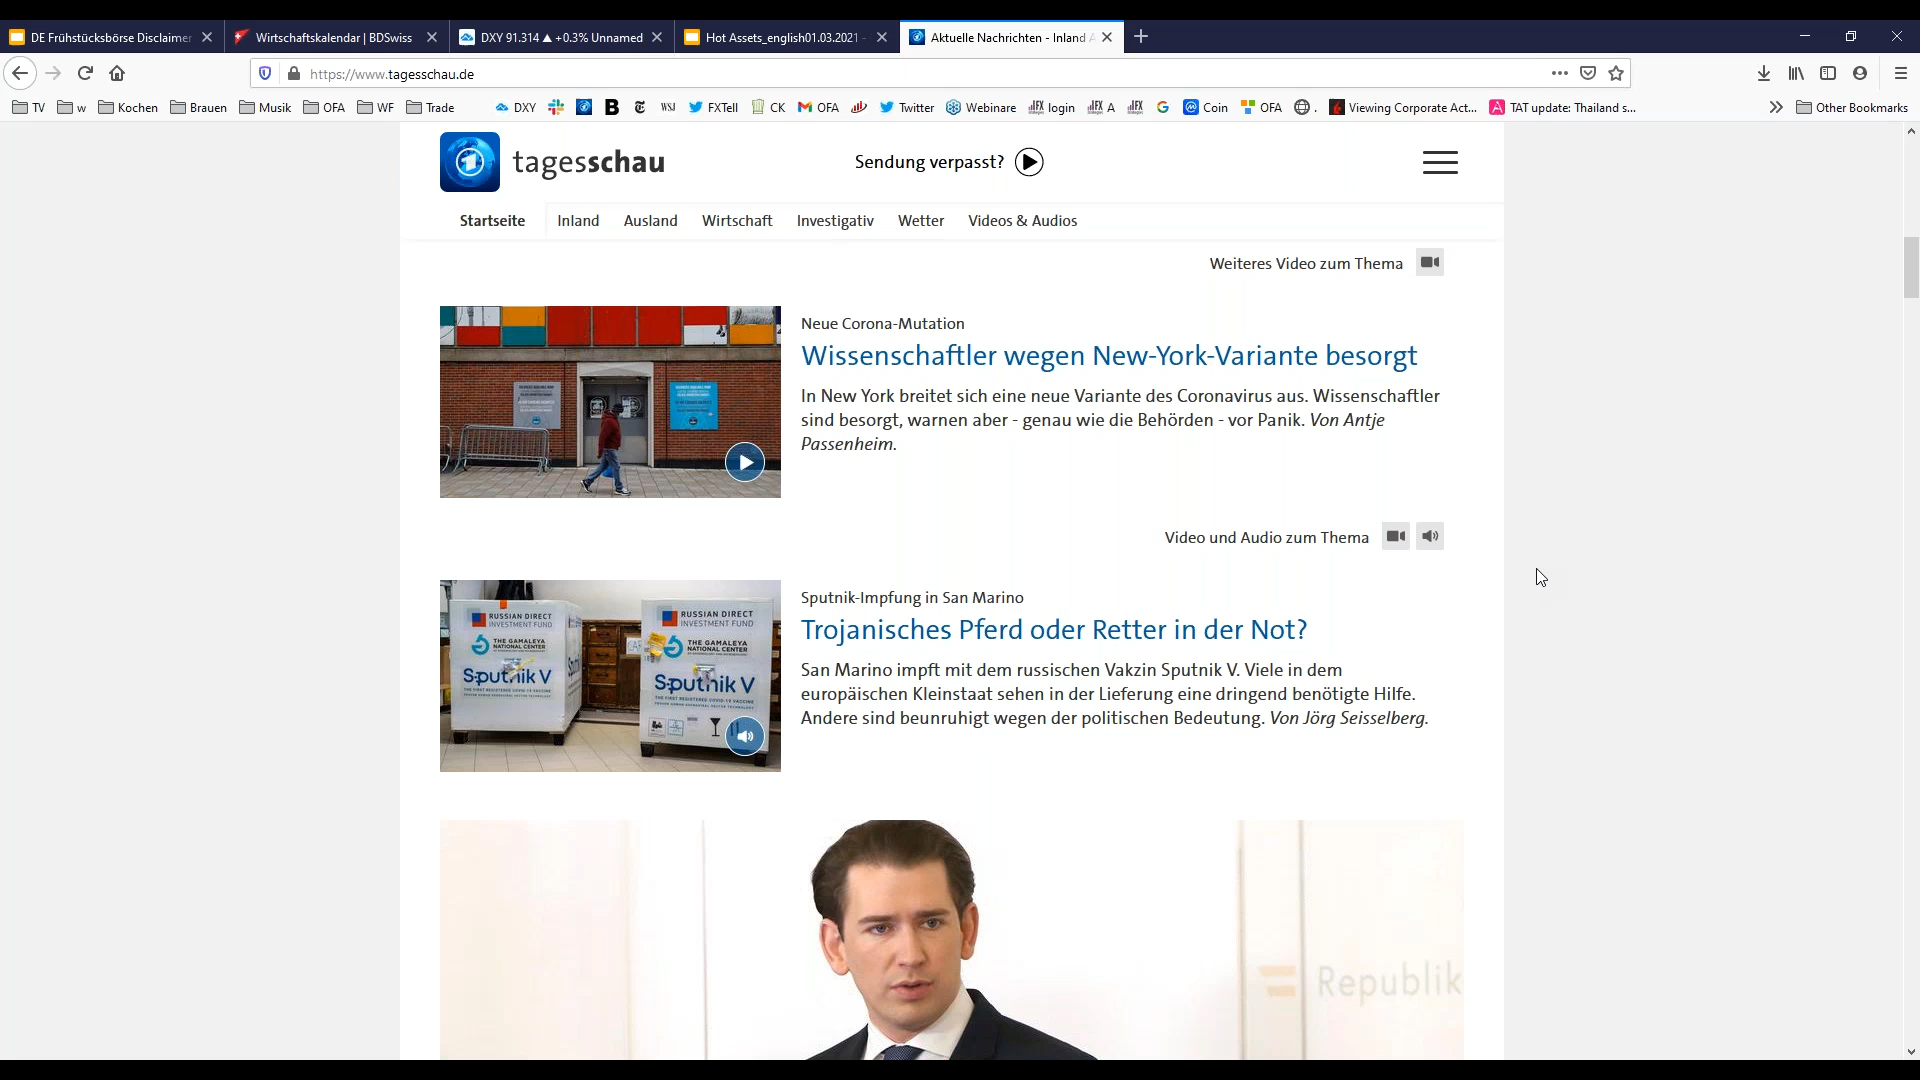 DE Frühstücksbörse Disclaimer
Wirtschaftskalendar | BDSwiss
DXY 91.314 ▲ +0.3% Unnamed
Hot Assets_english01.03.2021 -
Aktuelle Nachrichten - Inland A
https://www.tagesschau.de
TV
w
Kochen
Brauen
Musik
OFA
WF
Trade
DXY
WSJ
FXTell
CK
OFA
Twitter
Webinare
login
A
Coin
OFA
.
Viewing Corporate Act...
TAT update: Thailand s...
Other Bookmarks
tagesschau
Sendung verpasst?
Startseite
Inland
Ausland
Wirtschaft
Investigativ
Wetter
Videos & Audios
Weiteres Video zum Thema
Neue Corona-Mutation
Wissenschaftler wegen New-York-Variante besorgt
In New York breitet sich eine neue Variante des Coronavirus aus. Wissenschaftler
sind besorgt, warnen aber - genau wie die Behörden - vor Panik. Von Antje
Passenheim.
Video und Audio zum Thema
RUSSIAN DIRECT
INVESTMENT FUND
THE GAMALEYA
NATIONAL CENTER
Sputnik V
RUSSIAN DIRECT
INVESTMENT FUND
THE GAMALEYA
NATIONAL CENTER
Sputnik V
Sputnik-Impfung in San Marino
Trojanisches Pferd oder Retter in der Not?
San Marino impft mit dem russischen Vakzin Sputnik V. Viele in dem
europäischen Kleinstaat sehen in der Lieferung eine dringend benötigte Hilfe.
Andere sind beunruhigt wegen der politischen Bedeutung. Von Jörg Seisselberg.
Republik